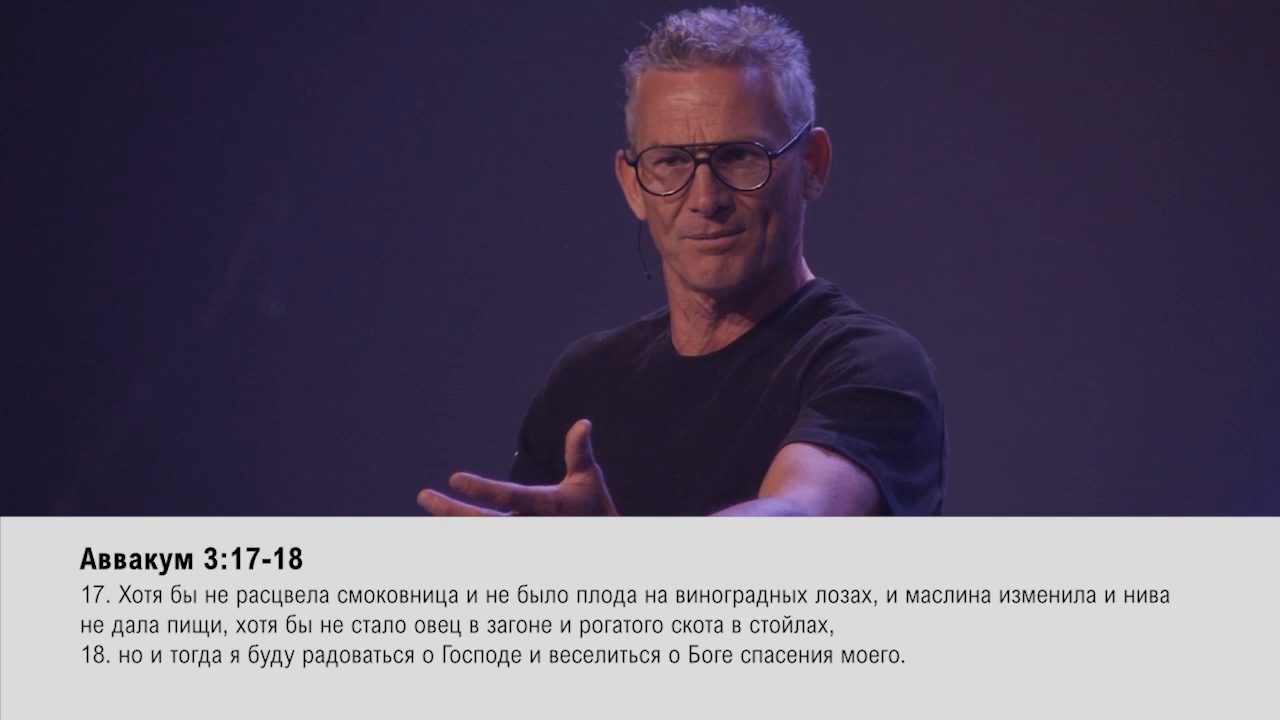 Аввакум 3:17-18
17. Хотя бы не расцвела смоковница и не было плода на виноградных лозах, и маслина изменила и нива
не дала пищи, хотя бы не стало овец в загоне и рогатого скота в стойлах,
18. но и тогда я буду радоваться о Господе и веселиться о Боге спасения моего.